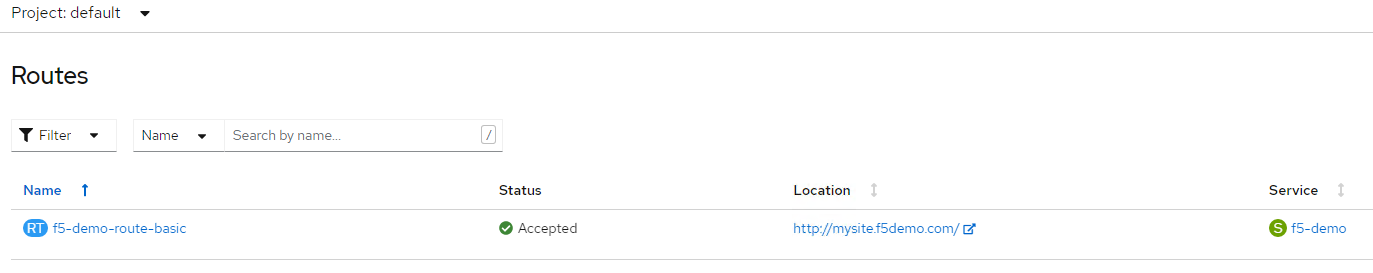 Project: default
Routes
Filter Name Search by name... /
Name Status Location Service
RT f5-demo-route-basic Accepted http://mysite.f5demo.com/ S f5-demo